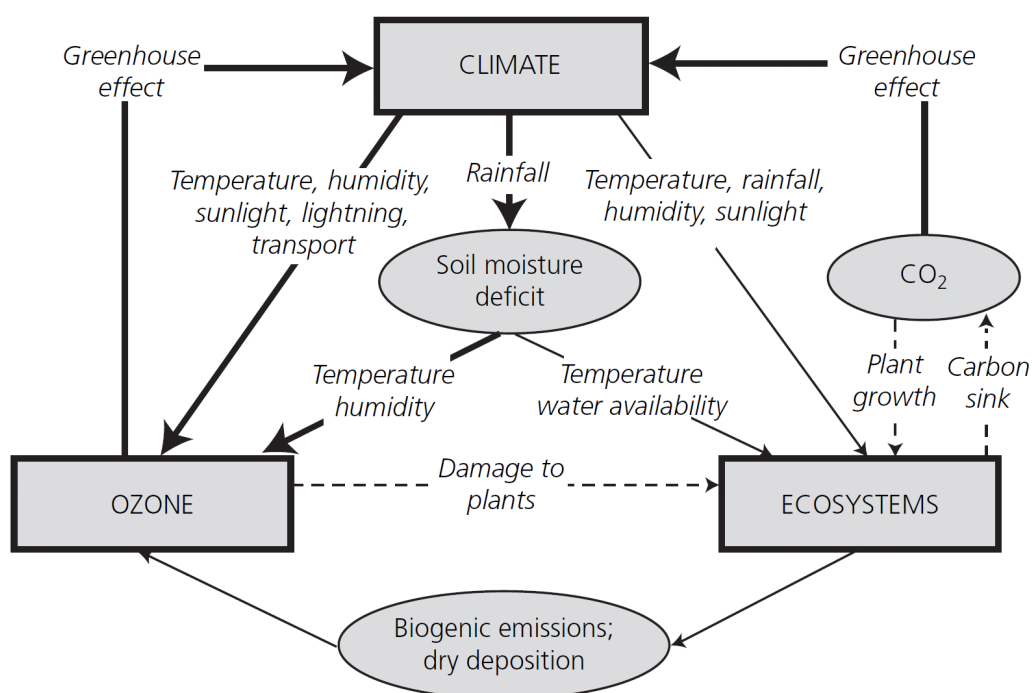 Greenhouse
effect
CLIMATE
Greenhouse
effect
Temperature, humidity,
sunlight, lightning,
transport
Rainfall
Temperature, rainfall,
humidity, sunlight
Soil moisture
deficit
CO₂
Temperature
humidity
Temperature
water availability
Plant
growth
Carbon
sink
OZONE
Damage to
plants
ECOSYSTEMS
Biogenic emissions;
dry deposition